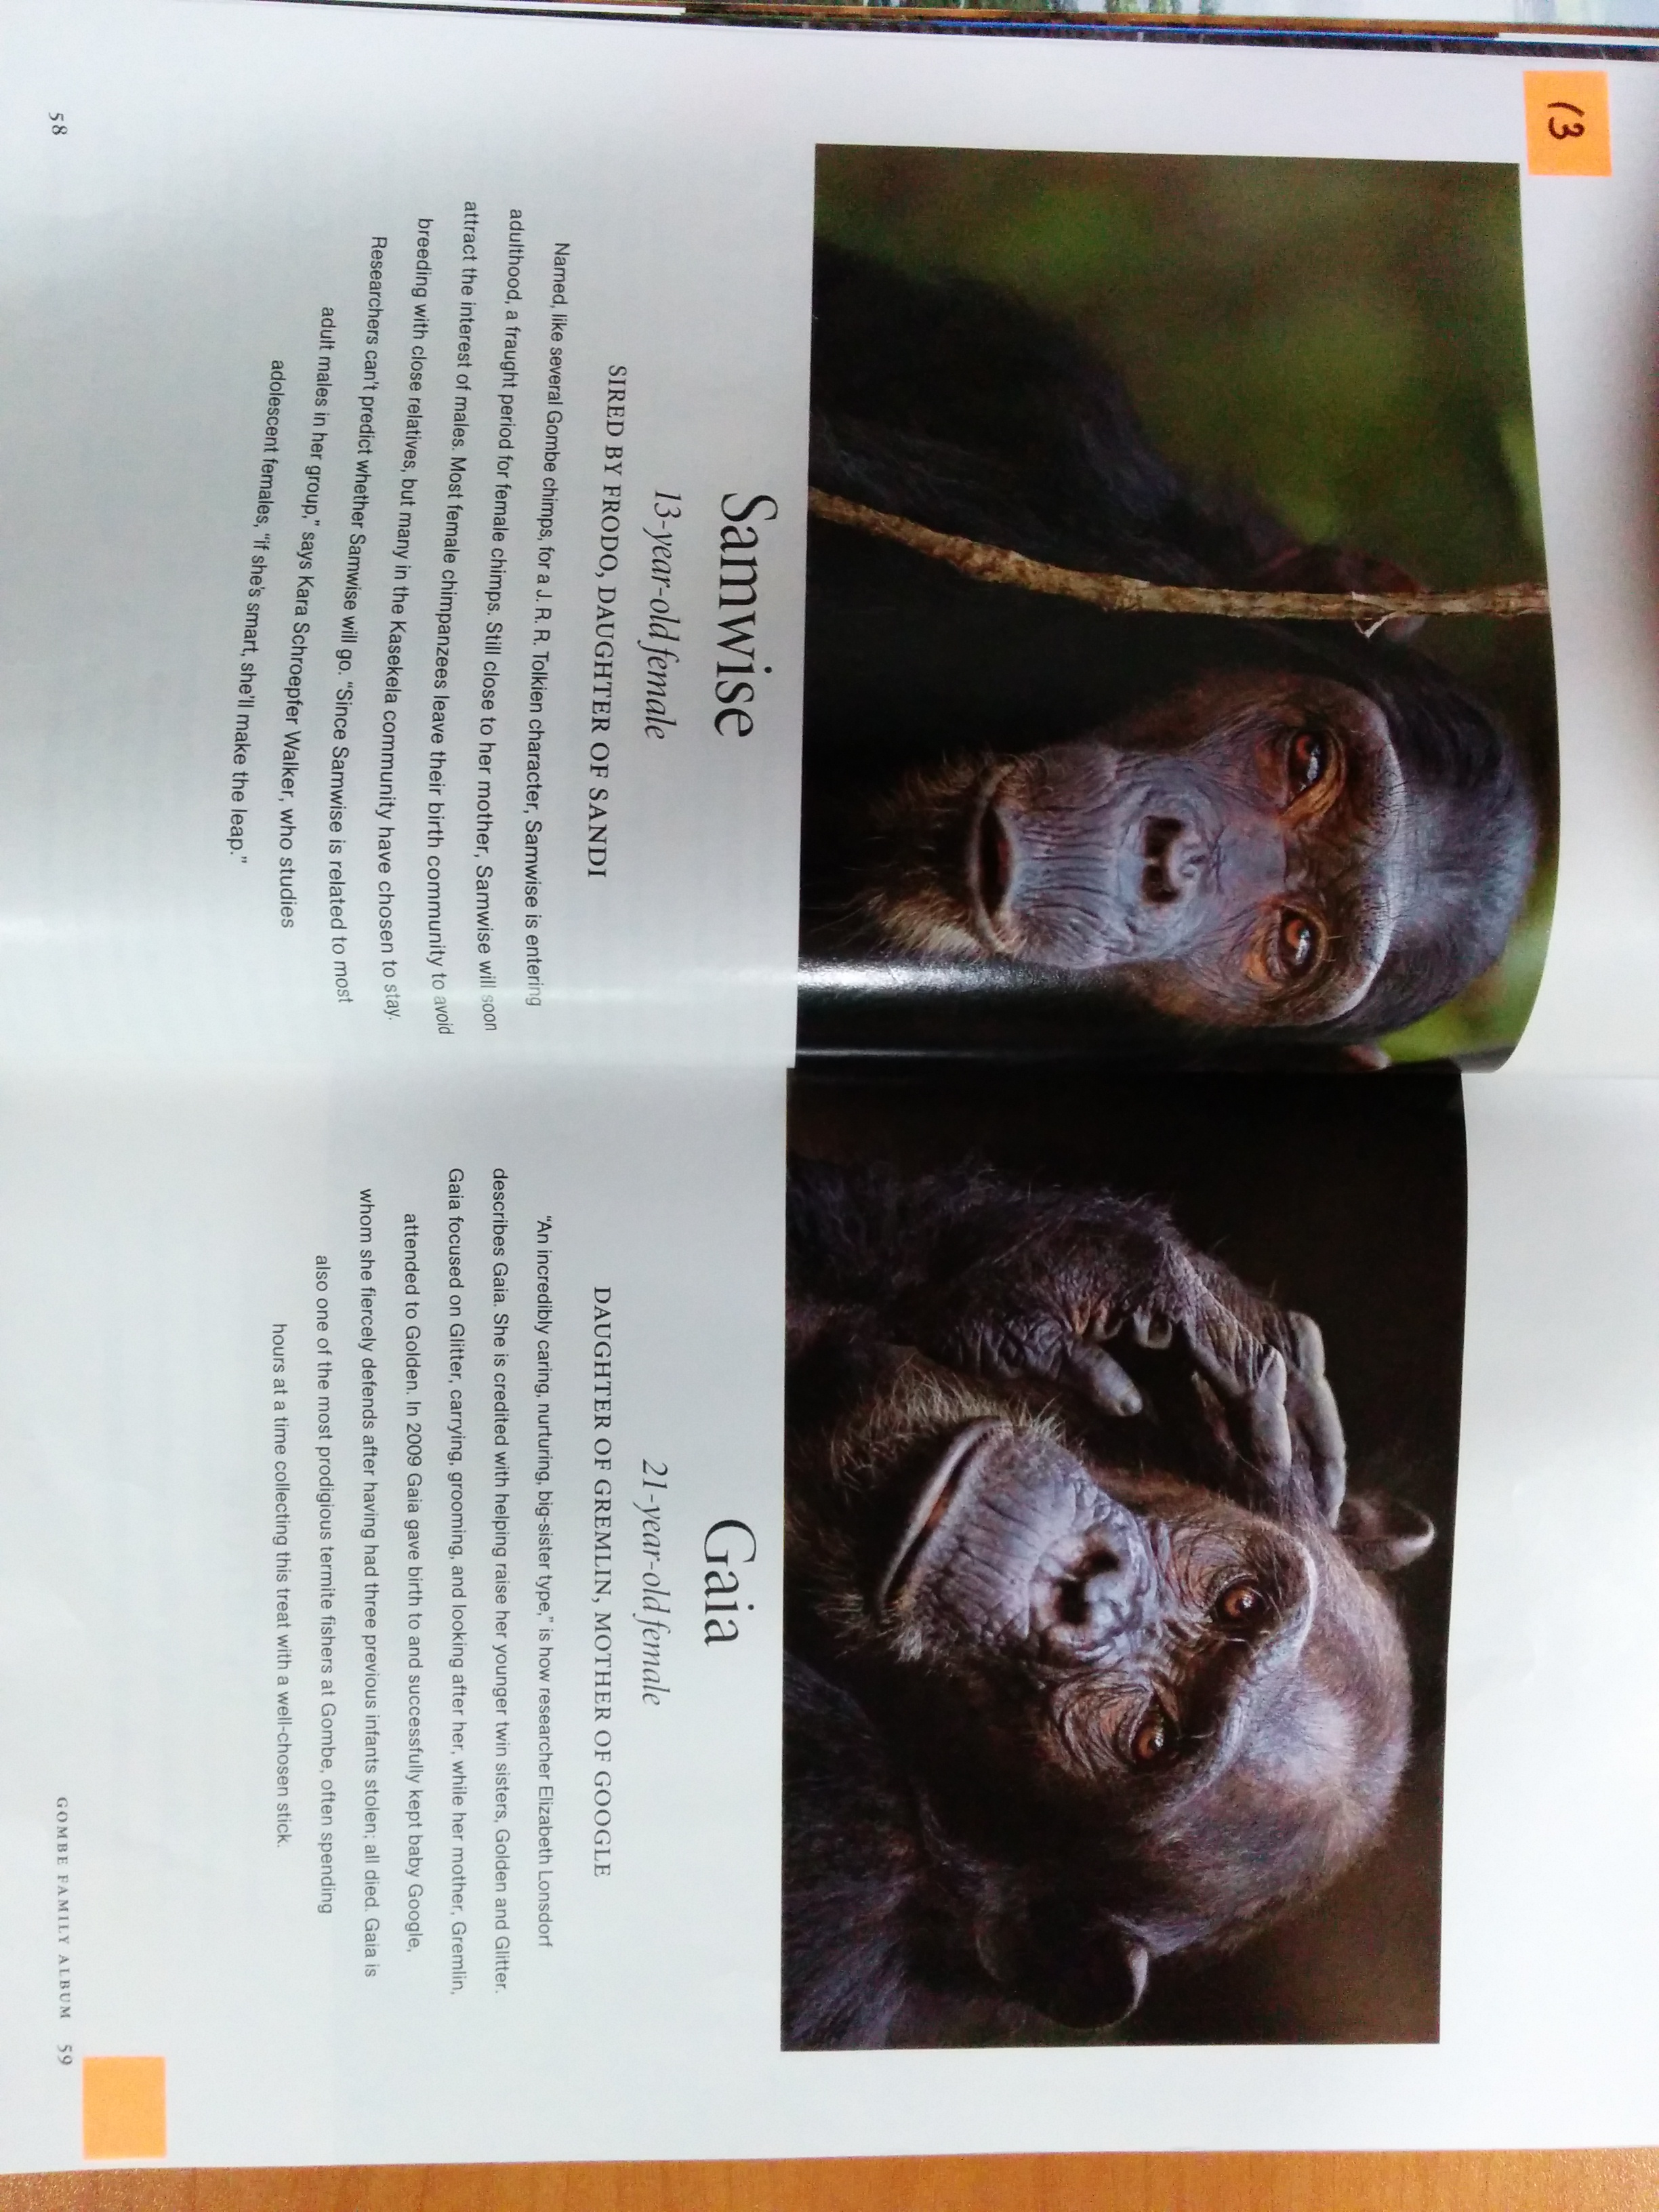 13
Samwise
13-year-old female
SIRED BY FRODO, DAUGHTER OF SANDI
Named, like several Gombe chimps, for a J. R. R. Tolkien character, Samwise is entering
adulthood, a fraught period for female chimps. Still close to her mother, Samwise will soon
attract the interest of males. Most female chimpanzees leave their birth community to avoid
breeding with close relatives, but many in the Kasekela community have chosen to stay.
Researchers can't predict whether Samwise will go. “Since Samwise is related to most
adult males in her group,” says Kara Schroepfer Walker, who studies
adolescent females, “if she's smart, she'll make the leap.”
58
Gaia
21-year-old female
DAUGHTER OF GREMLIN, MOTHER OF GOOGLE
“An incredibly caring, nurturing, big-sister type,” is how researcher Elizabeth Lonsdorf
describes Gaia. She is credited with helping raise her younger twin sisters, Golden and Glitter.
Gaia focused on Glitter, carrying, grooming, and looking after her, while her mother, Gremlin,
attended to Golden. In 2009 Gaia gave birth to and successfully kept baby Google,
whom she fiercely defends after having had three previous infants stolen; all died. Gaia is
also one of the most prodigious termite fishers at Gombe, often spending
hours at a time collecting this treat with a well-chosen stick.
GOMBE FAMILY ALBUM 59